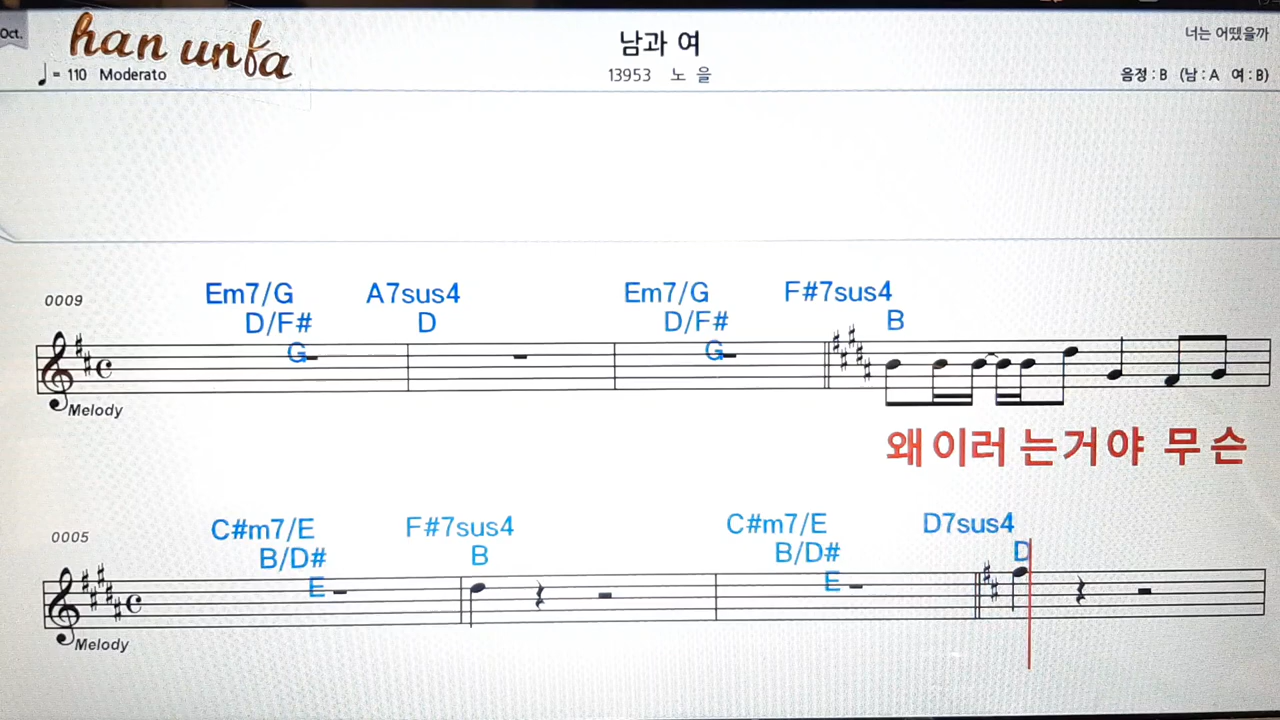 Oct.
han unfa
남과 여
너는 어땠을까
= 110 Moderato
13953 노 을
음정 : B (남 : A 여 : B)
0009
Em7/G A7sus4 Em7/G F#7sus4
D/F# D D/F# B
G G
Melody
왜 이러 는거야 무슨
0005
C#m7/E F#7sus4 C#m7/E D7sus4
B/D# B B/D# D
E E
Melody